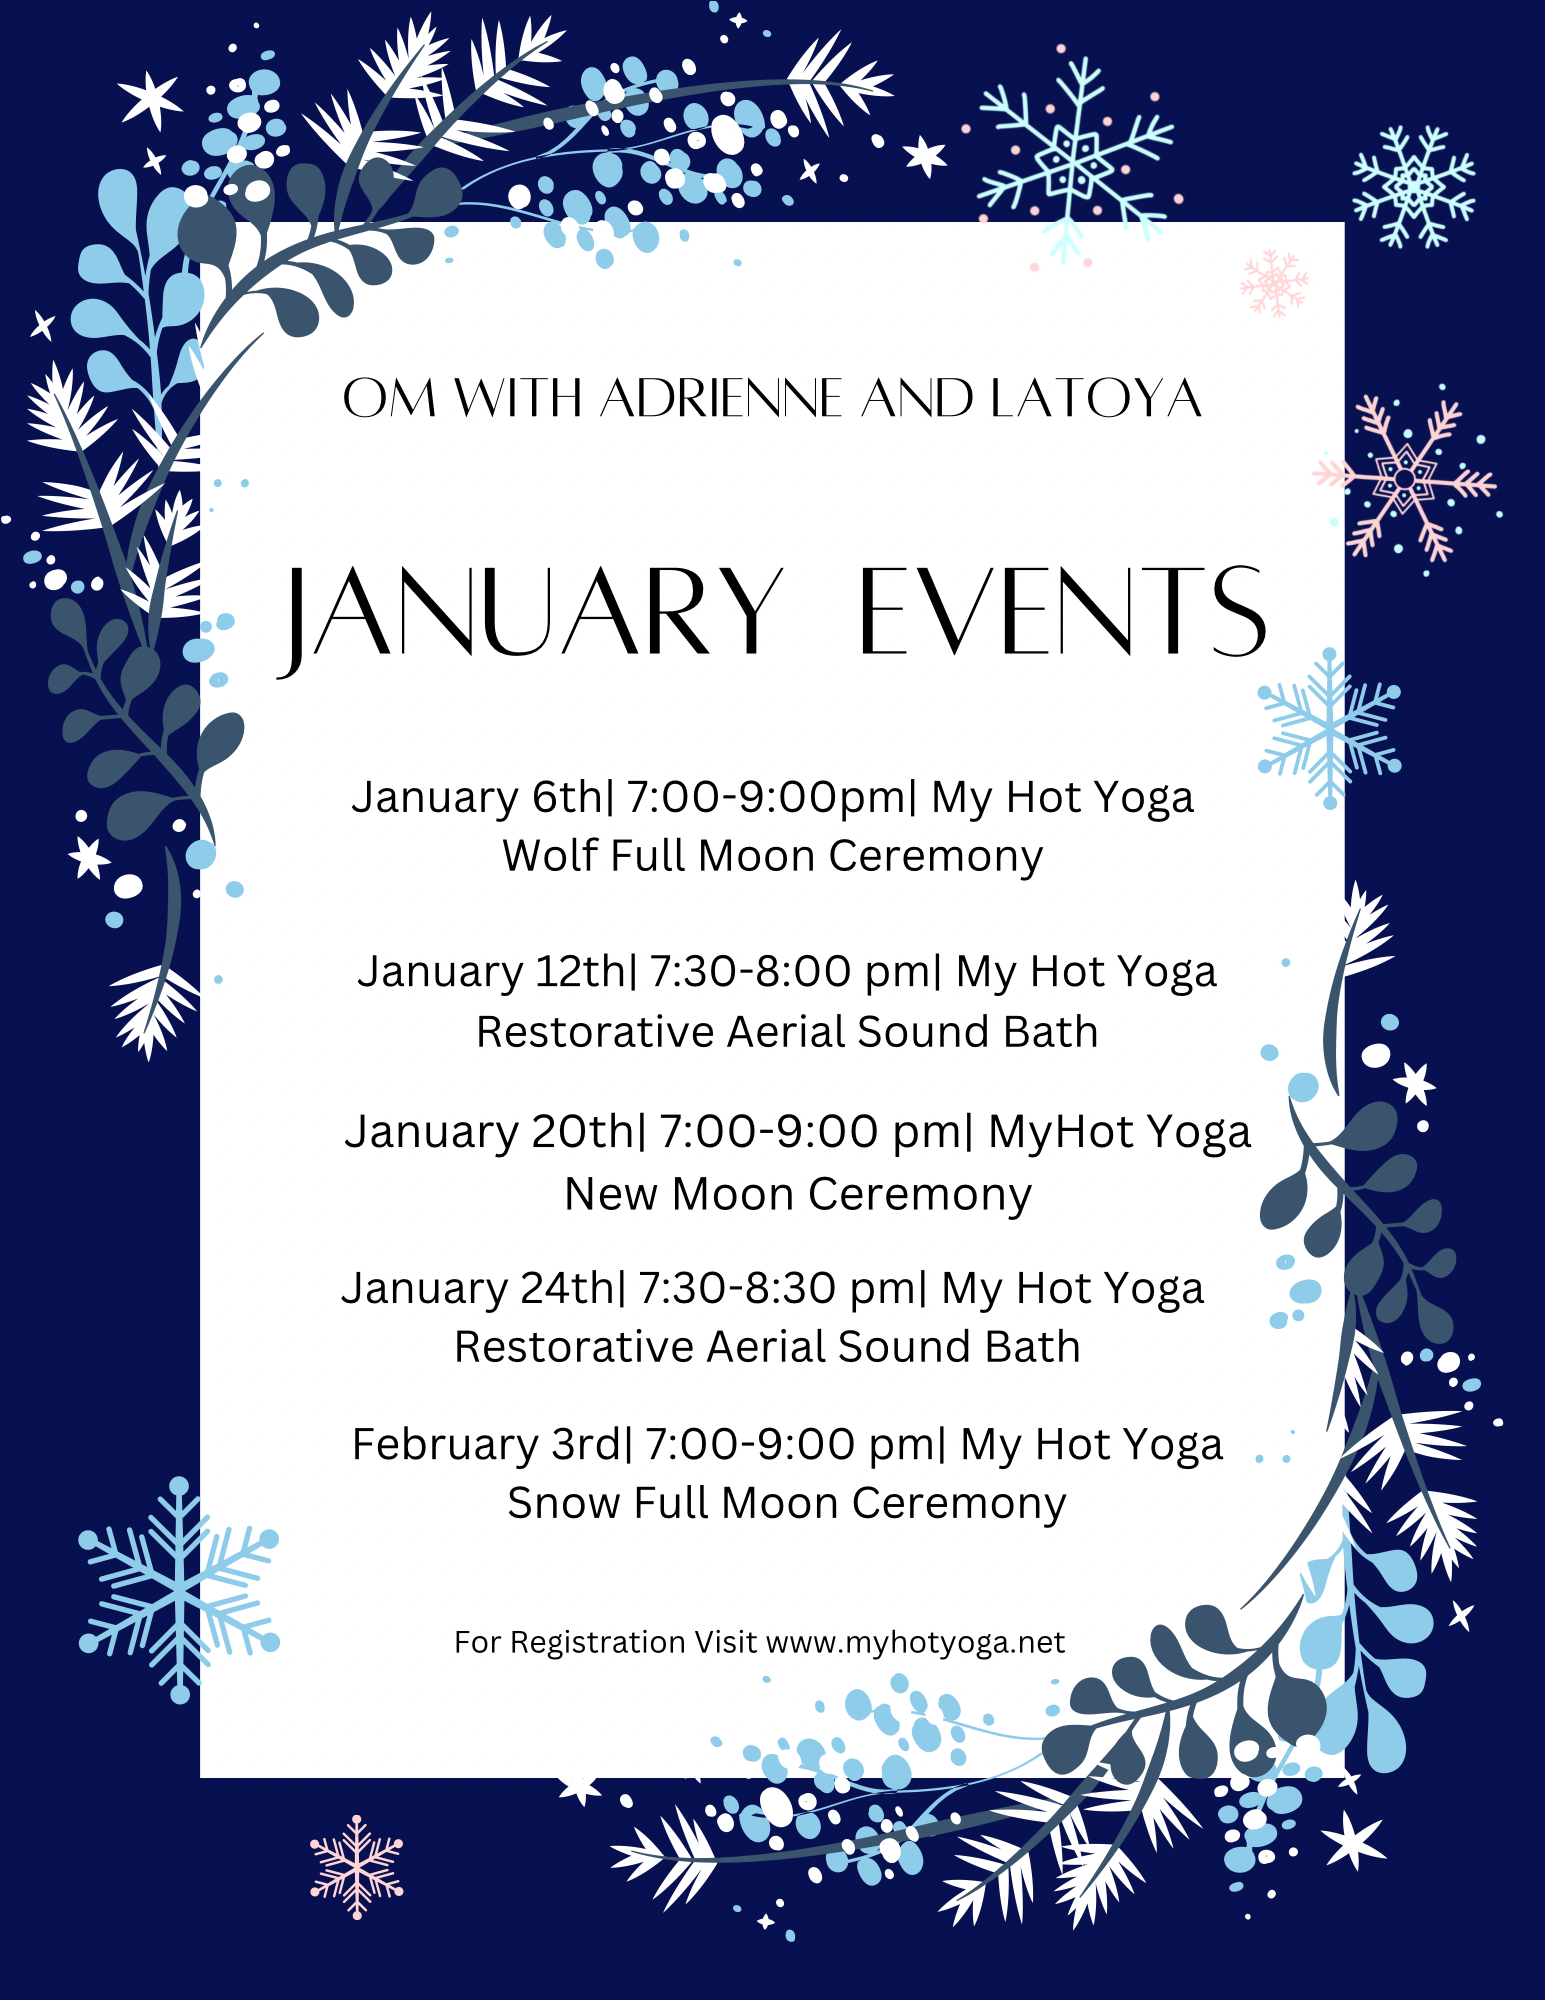 OM WITH ADRIENNE AND LATOYA
JANUARY EVENTS
January 6th| 7:00-9:00pm| My Hot Yoga
Wolf Full Moon Ceremony
January 12th| 7:30-8:00 pm| My Hot Yoga
Restorative Aerial Sound Bath
January 20th| 7:00-9:00 pm| MyHot Yoga
New Moon Ceremony
January 24th| 7:30-8:30 pm| My Hot Yoga
Restorative Aerial Sound Bath
February 3rd| 7:00-9:00 pm| My Hot Yoga
Snow Full Moon Ceremony
For Registration Visit www.myhotyoga.net